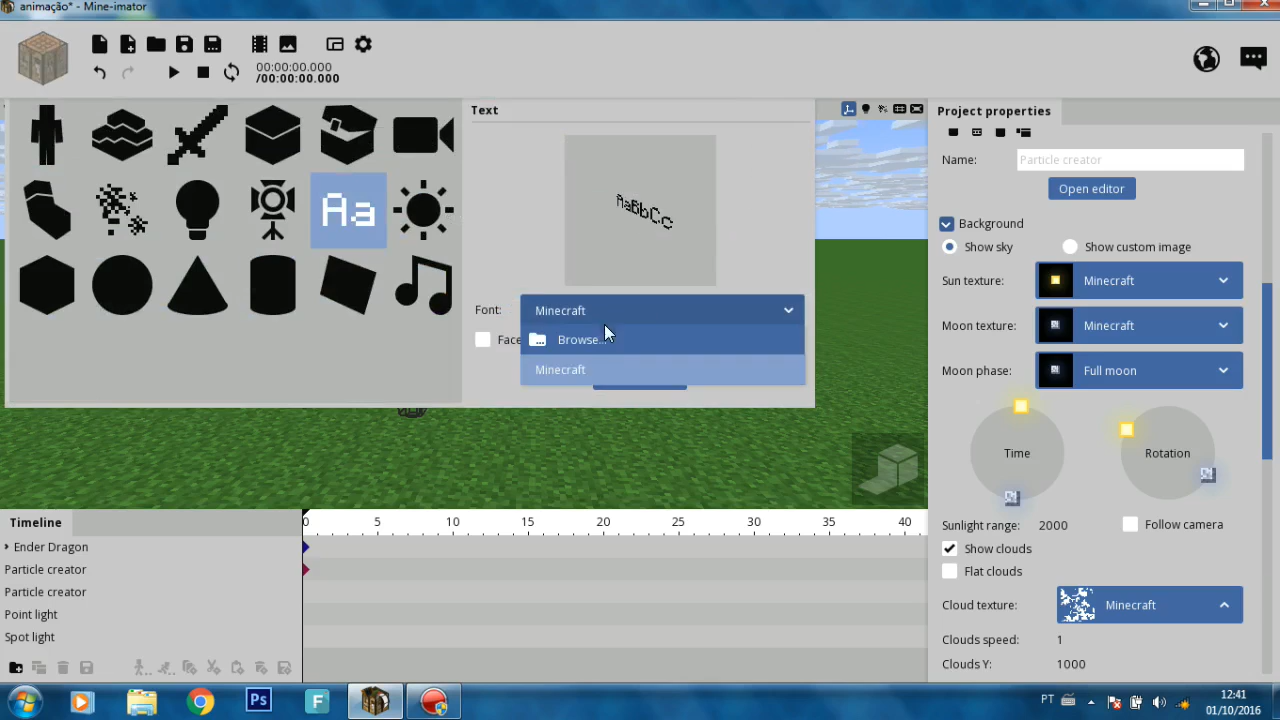 animação* - Mine-imator
00:00:00.000
/00:00:00.000
Aa
Text
AaBbCc
Font:
Minecraft
Face
Browse...
Minecraft
Project properties
Name:
Particle creator
Open editor
Background
Show sky
Show custom image
Sun texture:
Minecraft
Moon texture:
Minecraft
Moon phase:
Full moon
Time
Rotation
Sunlight range:
2000
Follow camera
Show clouds
Flat clouds
Cloud texture:
Minecraft
Clouds speed:
1
Clouds Y:
1000
Timeline
0 5 10 15 20 25 30 35 40
Ender Dragon
Particle creator
Particle creator
Point light
Spot light
Ps
F
PT
12:41
01/10/2016